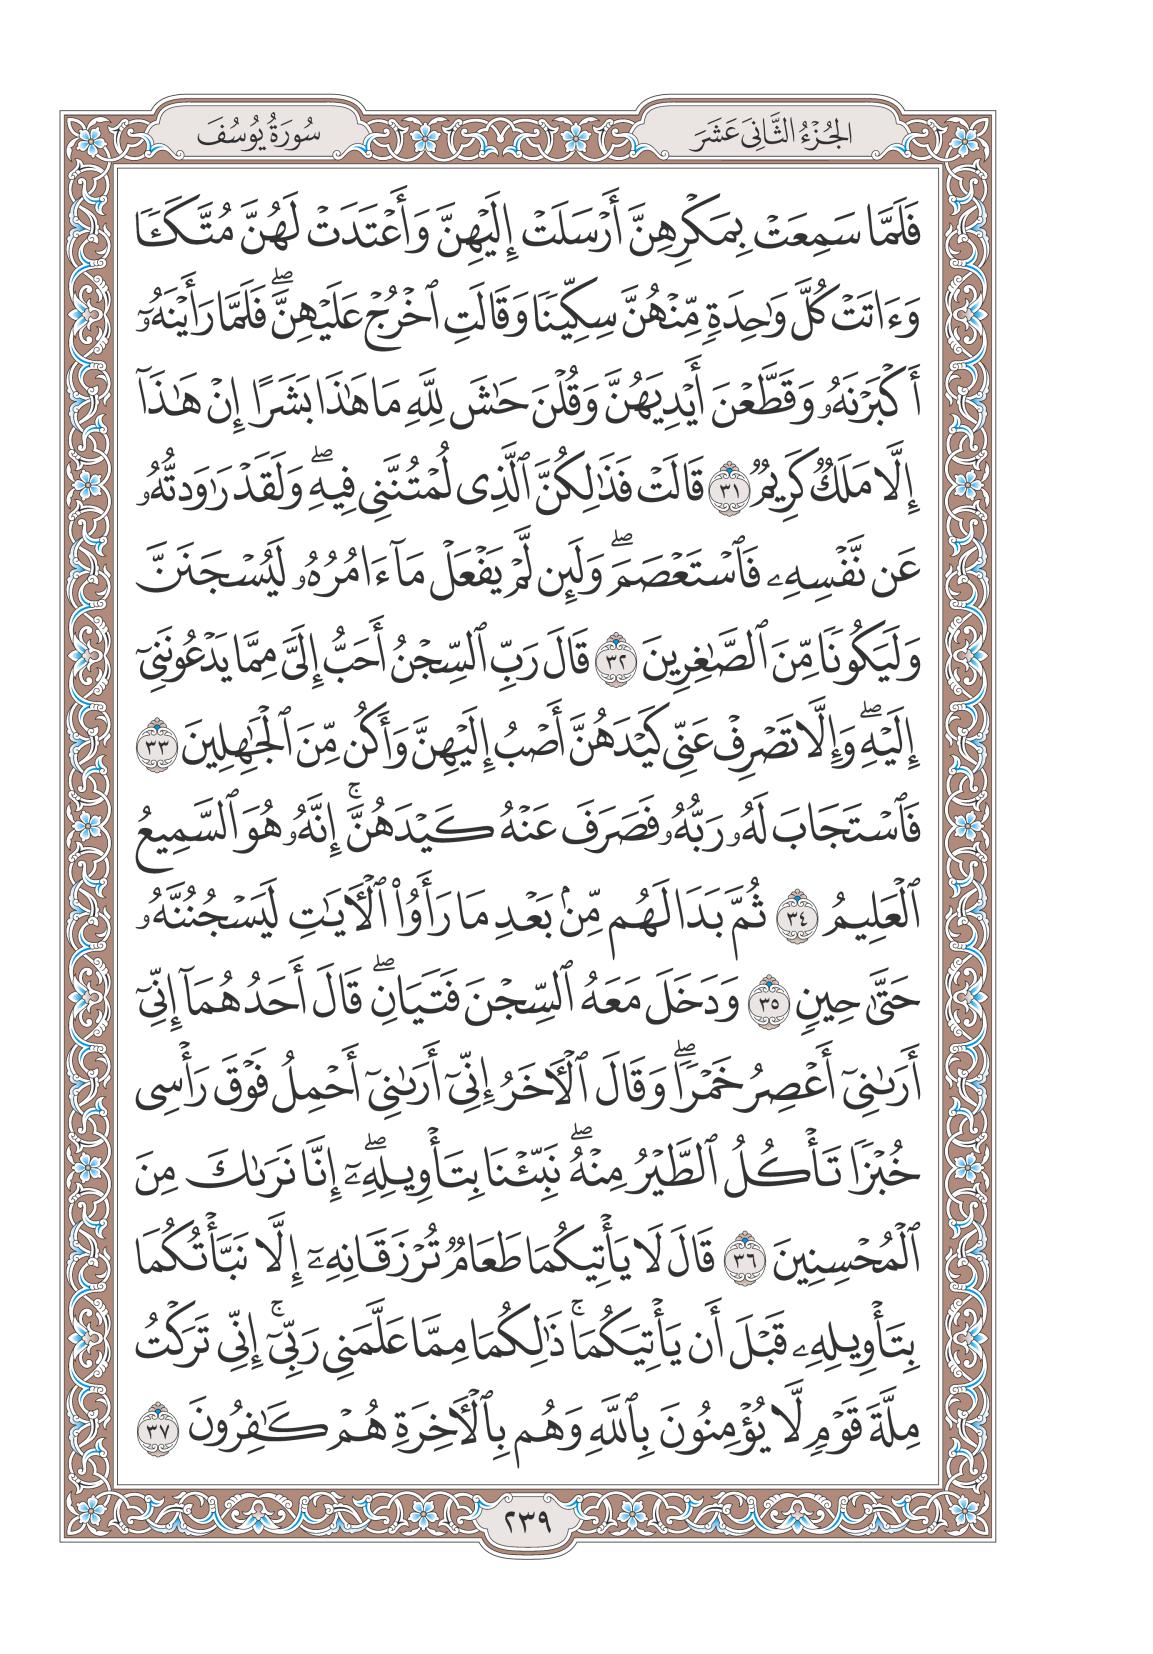 الجُزْءُ الثَّانِيَ عَشَرَ
سُورَةُ يُوسُفَ
فَلَمَّا سَمِعَتْ بِمَكْرِهِنَّ أَرْسَلَتْ إِلَيْهِنَّ وَأَعْتَدَتْ لَهُنَّ مُتَّكَـًٔا
وَءَاتَتْ كُلَّ وَٰحِدَةٍ مِّنْهُنَّ سِكِّينًا وَقَالَتِ ٱخْرُجْ عَلَيْهِنَّۖ فَلَمَّا رَأَيْنَهُۥٓ
أَكْبَرْنَهُۥ وَقَطَّعْنَ أَيْدِيَهُنَّ وَقُلْنَ حَـٰشَ لِلَّهِ مَا هَـٰذَا بَشَرًا إِنْ هَـٰذَآ
إِلَّا مَلَكٌ كَرِيمٌ ٣١ قَالَتْ فَذَٰلِكُنَّ ٱلَّذِى لُمْتُنَّنِى فِيهِۖ وَلَقَدْ رَٰوَدتُّهُۥ
عَن نَّفْسِهِۦ فَٱسْتَعْصَمَۖ وَلَئِن لَّمْ يَفْعَلْ مَآ ءَامُرُهُۥ لَيُسْجَنَنَّ
وَلَيَكُونًا مِّنَ ٱلصَّـٰغِرِينَ ٣٢ قَالَ رَبِّ ٱلسِّجْنُ أَحَبُّ إِلَىَّ مِمَّا يَدْعُونَنِىٓ
إِلَيْهِۖ وَإِلَّا تَصْرِفْ عَنِّى كَيْدَهُنَّ أَصْبُ إِلَيْهِنَّ وَأَكُن مِّنَ ٱلْجَـٰهِلِينَ ٣٣
فَٱسْتَجَابَ لَهُۥ رَبُّهُۥ فَصَرَفَ عَنْهُ كَيْدَهُنَّۚ إِنَّهُۥ هُوَ ٱلسَّمِيعُ
ٱلْعَلِيمُ ٣٤ ثُمَّ بَدَا لَهُم مِّنۢ بَعْدِ مَا رَأَوُا۟ ٱلْـَٔايَـٰتِ لَيَسْجُنُنَّهُۥ
حَتَّىٰ حِينٍ ٣٥ وَدَخَلَ مَعَهُ ٱلسِّجْنَ فَتَيَانِۖ قَالَ أَحَدُهُمَآ إِنِّىٓ
أَرَىٰنِىٓ أَعْصِرُ خَمْرًاۖ وَقَالَ ٱلْـَٔاخَرُ إِنِّىٓ أَرَىٰنِىٓ أَحْمِلُ فَوْقَ رَأْسِى
خُبْزًا تَأْكُلُ ٱلطَّيْرُ مِنْهُۖ نَبِّئْنَا بِتَأْوِيلِهِۦٓۖ إِنَّا نَرَىٰكَ مِنَ
ٱلْمُحْسِنِينَ ٣٦ قَالَ لَا يَأْتِيكُمَا طَعَامٌ تُرْزَقَانِهِۦٓ إِلَّا نَبَّأْتُكُمَا
بِتَأْوِيلِهِۦ قَبْلَ أَن يَأْتِيَكُمَاۚ ذَٰلِكُمَا مِمَّا عَلَّمَنِى رَبِّىٓۚ إِنِّى تَرَكْتُ
مِلَّةَ قَوْمٍ لَّا يُؤْمِنُونَ بِٱللَّهِ وَهُم بِٱلْـَٔاخِرَةِ هُمْ كَـٰفِرُونَ ٣٧
٢٣٩